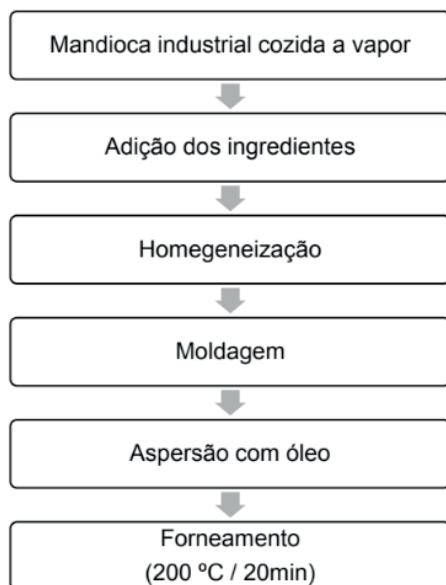 Mandioca industrial cozida a vapor
Adição dos ingredientes
Homegeneização
Moldagem
Aspersão com óleo
Forneamento
(200 ºC / 20min)